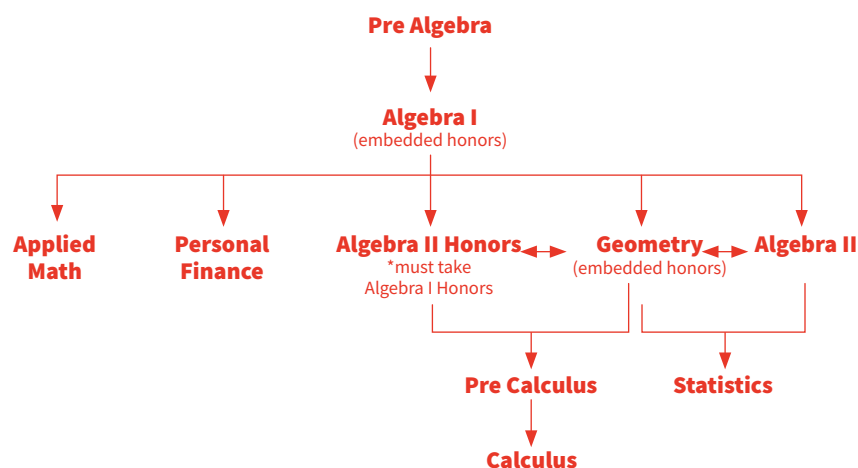 Pre Algebra
Algebra I
(embedded honors)
Applied
Math
Personal
Finance
Algebra II Honors
*must take
Algebra I Honors
Geometry
(embedded honors)
Algebra II
Pre Calculus
Statistics
Calculus